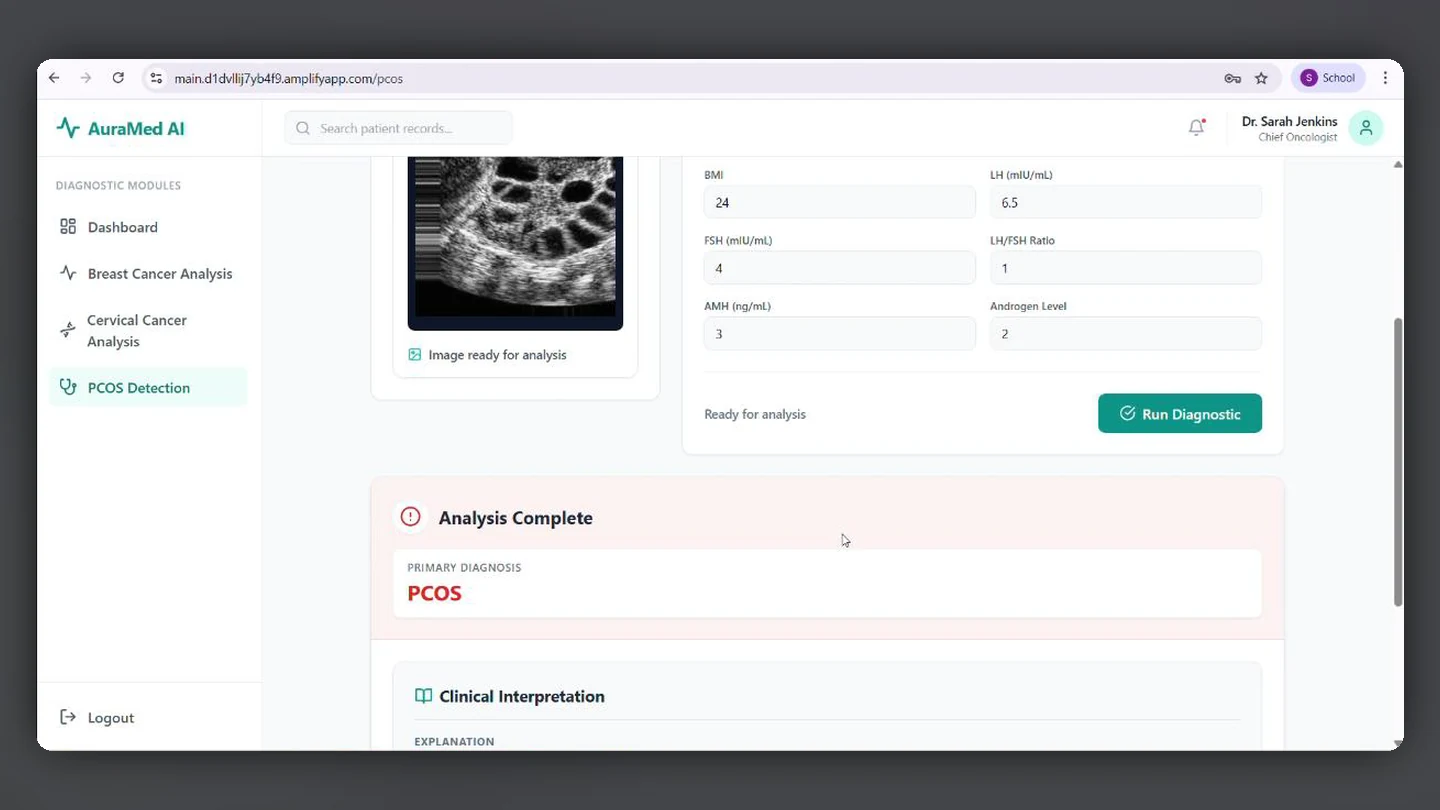 main.d1dvllij7yb4f9.amplifyapp.com/pcos
S School
AuraMed AI
Search patient records...
Dr. Sarah Jenkins
Chief Oncologist
DIAGNOSTIC MODULES
Dashboard
Breast Cancer Analysis
Cervical Cancer
Analysis
PCOS Detection
Logout
Image ready for analysis
BMI
24
LH (mIU/mL)
6.5
FSH (mIU/mL)
4
LH/FSH Ratio
1
AMH (ng/mL)
3
Androgen Level
2
Ready for analysis
Run Diagnostic
Analysis Complete
PRIMARY DIAGNOSIS
PCOS
Clinical Interpretation
EXPLANATION